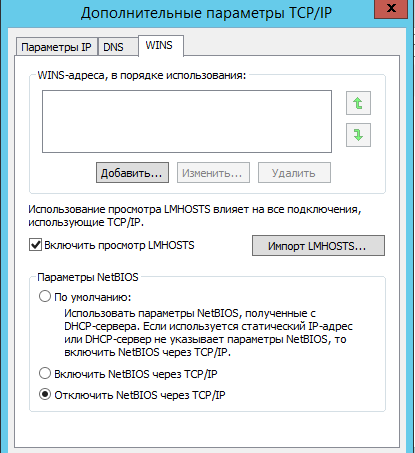 Дополнительные параметры TCP/IP
x
Параметры IP DNS WINS
WINS-адреса, в порядке использования:
Добавить... Изменить... Удалить
Использование просмотра LMHOSTS влияет на все подключения,
использующие TCP/IP.
Включить просмотр LMHOSTS Импорт LMHOSTS...
Параметры NetBIOS
По умолчанию:
Использовать параметры NetBIOS, полученные с
DHCP-сервера. Если используется статический IP-адрес
или DHCP-сервер не указывает параметры NetBIOS, то
включить NetBIOS через TCP/IP.
Включить NetBIOS через TCP/IP
Отключить NetBIOS через TCP/IP